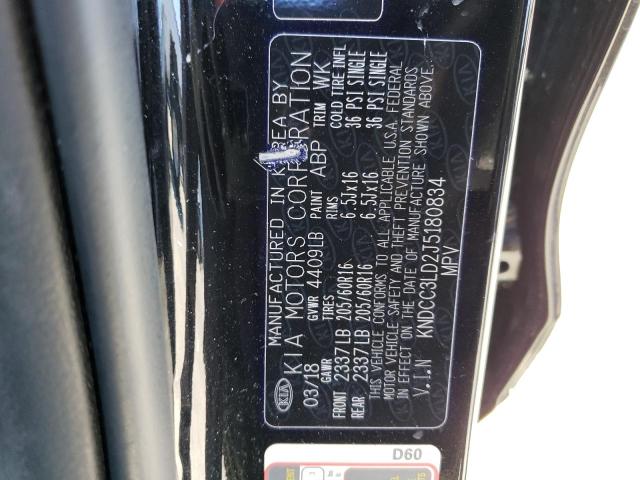 MANUFACTURED IN KOREA BY
KIA KIA MOTORS CORPORATION
03/18 GVWR 4409LB PAINT ABP TRIM WK
GAWR TIRES RIMS COLD TIRE INFL
FRONT 2337LB 205/60R16 6.5Jx16 36 PSI SINGLE
REAR 2337LB 205/60R16 6.5Jx16 36 PSI SINGLE
THIS VEHICLE CONFORMS TO ALL APPLICABLE U.S.A. FEDERAL
MOTOR VEHICLE SAFETY AND THEFT PREVENTION STANDARDS
IN EFFECT ON THE DATE OF MANUFACTURE SHOWN ABOVE.
V.I.N KNDCC3LD2J5180834
MPV
D60